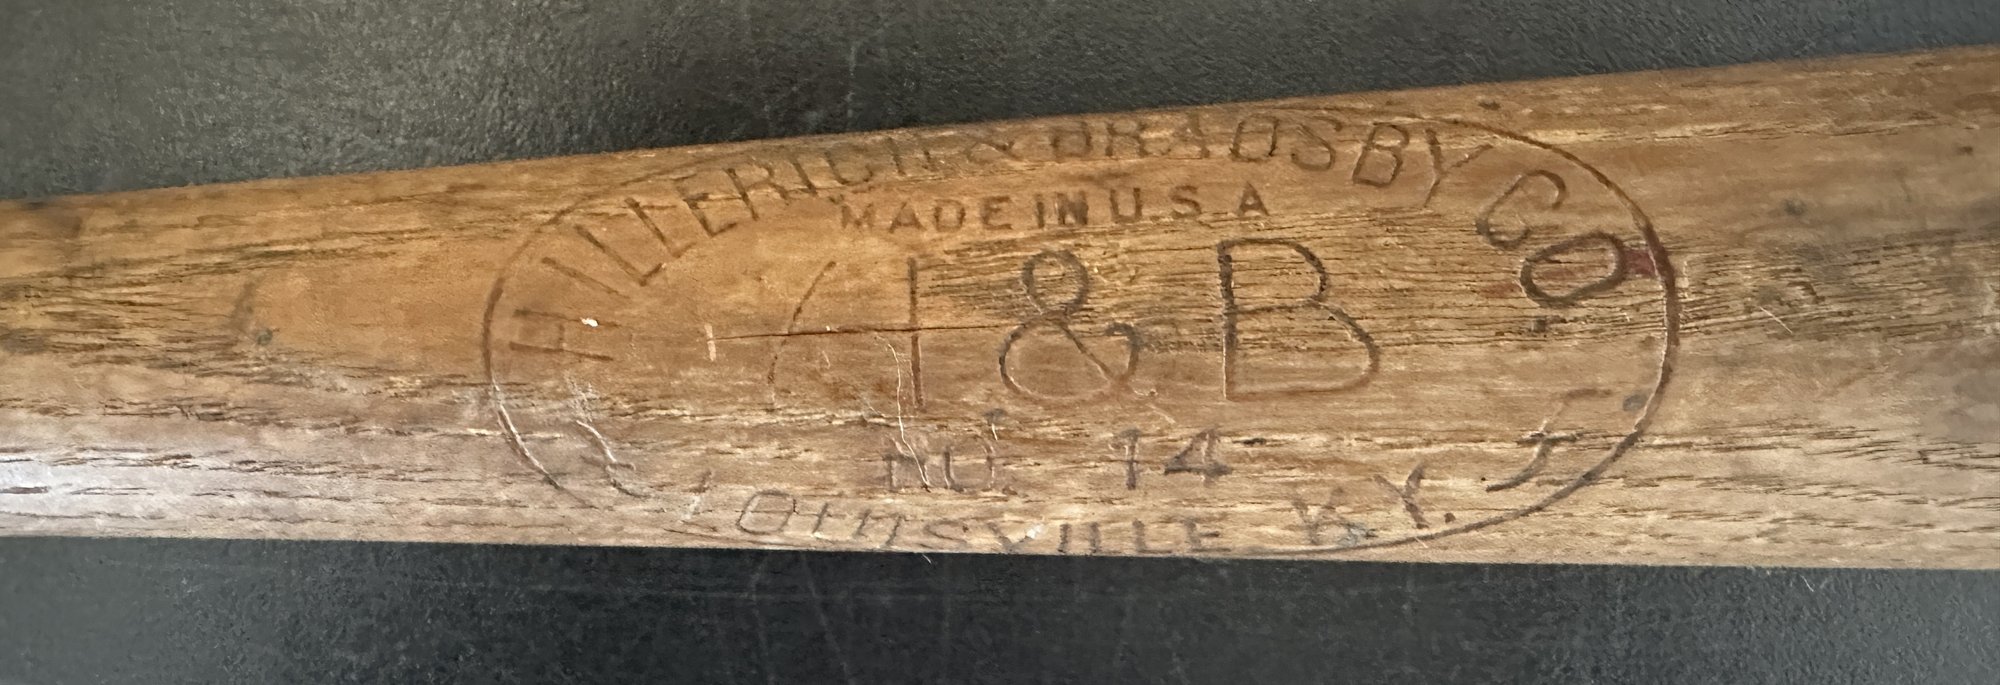 HILLERICH & BRADSBY CO
MADE IN U.S.A
H & B
NO. 14
LOUISVILLE KY.